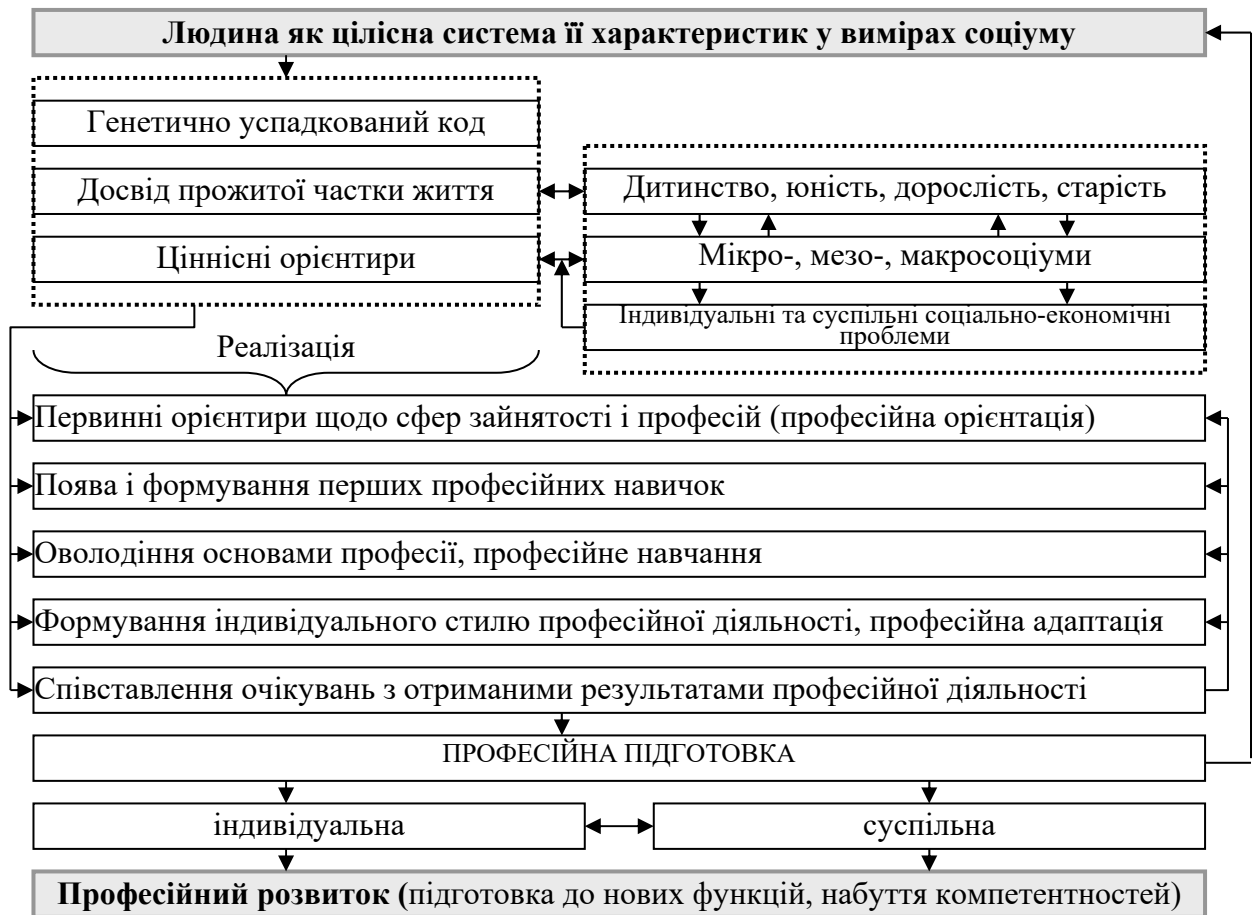 Людина як цілісна система її характеристик у вимірах соціуму
Генетично успадкований код
Досвід прожитої частки життя
Дитинство, юність, дорослість, старість
Ціннісні орієнтири
Мікро-, мезо-, макросоціуми
Індивідуальні та суспільні соціально-економічні
проблеми
Реалізація
Первинні орієнтири щодо сфер зайнятості і професій (професійна орієнтація)
Поява і формування перших професійних навичок
Оволодіння основами професії, професійне навчання
Формування індивідуального стилю професійної діяльності, професійна адаптація
Співставлення очікувань з отриманими результатами професійної діяльності
ПРОФЕСІЙНА ПІДГОТОВКА
індивідуальна
суспільна
Професійний розвиток (підготовка до нових функцій, набуття компетентностей)